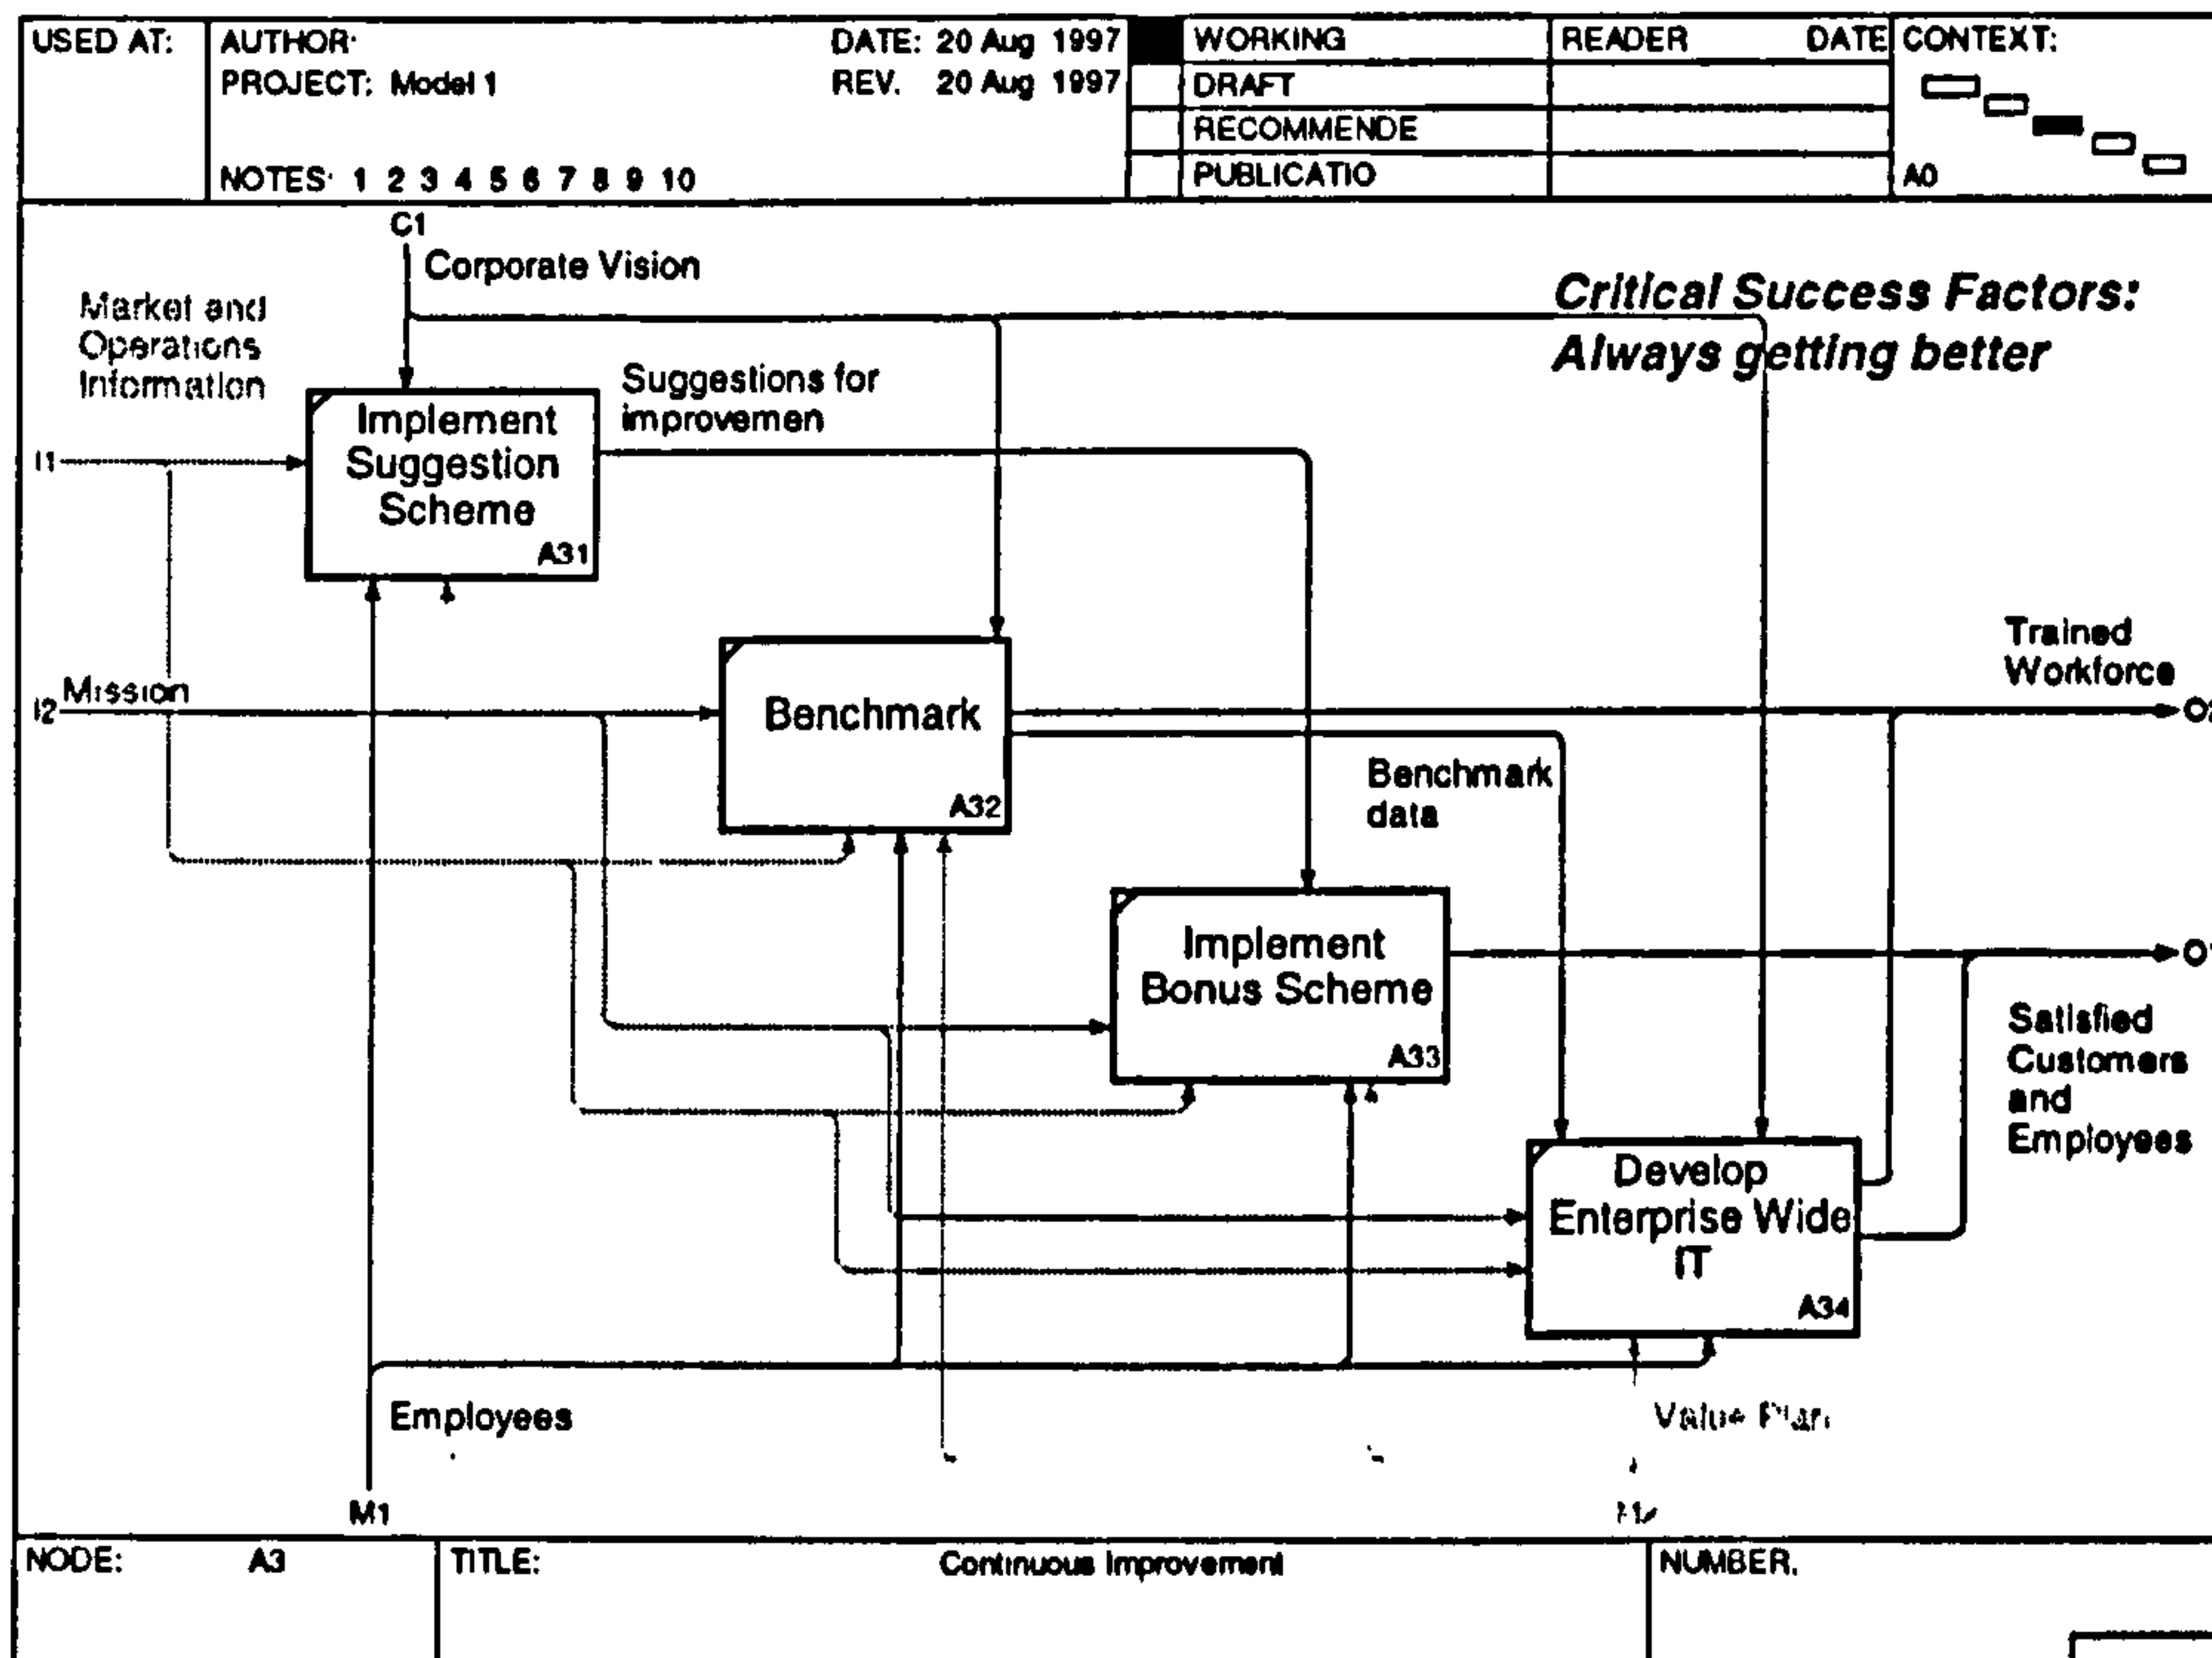 USED AT:
AUTHOR:
DATE: 20 Aug 1997
PROJECT: Model 1
REV. 20 Aug 1997
NOTES: 1 2 3 4 5 6 7 8 9 10
WORKING
DRAFT
RECOMMENDE
PUBLICATIO
READER DATE
CONTEXT:
A0
C1
Corporate Vision
Critical Success Factors:
Always getting better
Market and
Operations
Information
I1
Implement
Suggestion
Scheme
A31
Suggestions for
improvemen
I2
Mission
Benchmark
A32
Trained
Workforce
Benchmark
data
Implement
Bonus Scheme
A33
Satisfied
Customers
and
Employees
Develop
Enterprise Wide
IT
A34
Employees
Value Plan
M1
NODE: A3
TITLE: Continuous Improvement
NUMBER.